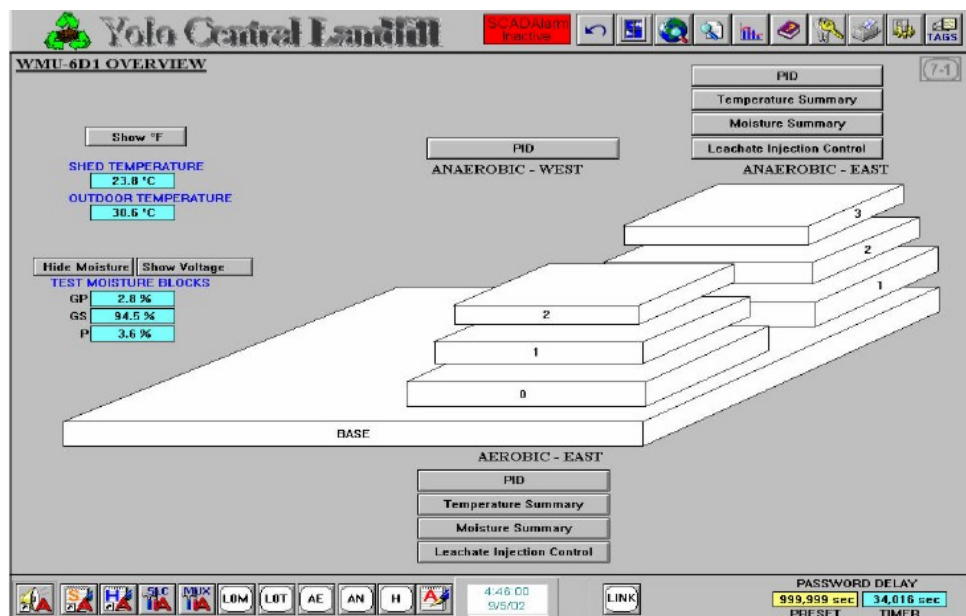 Yolo Central Landfill
SCADAlarm
Inactive
TAGS
WMU-6D1 OVERVIEW
7-1
PID
Temperature Summary
Moisture Summary
Leachate Injection Control
ANAEROBIC - EAST
Show °F
PID
ANAEROBIC - WEST
SHED TEMPERATURE
23.8 °C
OUTDOOR TEMPERATURE
30.6 °C
Hide Moisture
Show Voltage
TEST MOISTURE BLOCKS
GP 2.8 %
GS 94.5 %
P 3.6 %
3
2
1
2
1
0
BASE
AEROBIC - EAST
PID
Temperature Summary
Moisture Summary
Leachate Injection Control
S
H
SLC
MUX
LOM
LOT
AE
AN
H
A
4:46:00
9/5/02
LINK
PASSWORD DELAY
999,999 sec 34,016 sec
PRESET TIMER